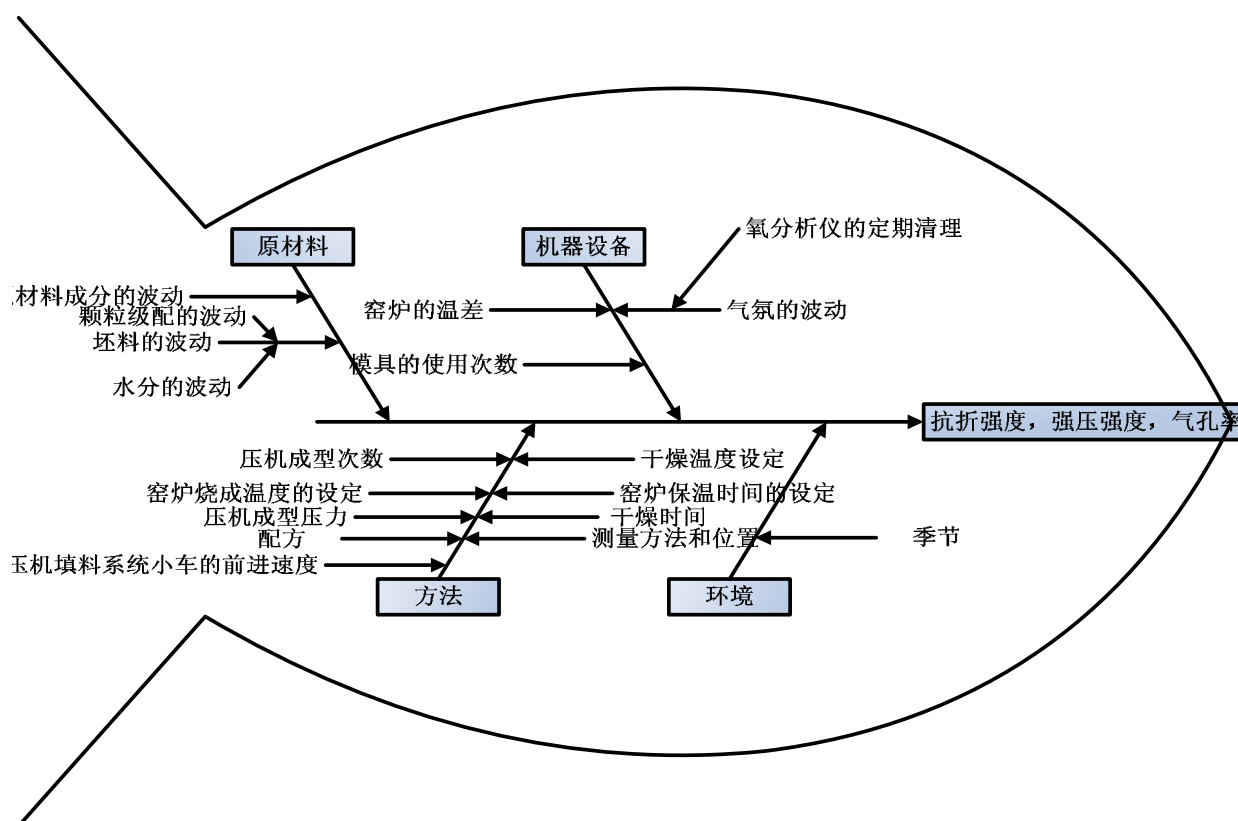 原材料
机器设备
氧分析仪的定期清理
材料成分的波动
颗粒级配的波动
坯料的波动
水分的波动
窑炉的温差
气氛的波动
模具的使用次数
抗折强度，强压强度，气孔率
压机成型次数
干燥温度设定
窑炉烧成温度的设定
窑炉保温时间的设定
压机成型压力
干燥时间
配方
测量方法和位置
季节
压机填料系统小车的前进速度
方法
环境